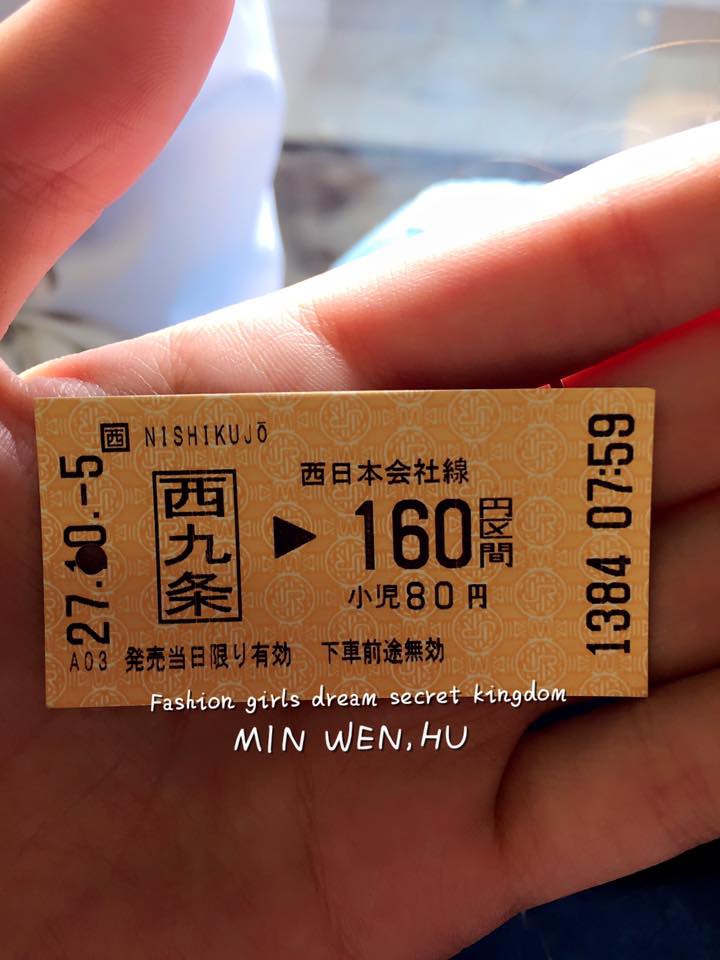 西 NISHIKUJŌ
27.10.-5
西九条
西日本会社線
▶ 160円区間
小児80円
1384 07:59
A03 発売当日限り有効 下車前途無効
Fashion girls dream secret kingdom
MIN WEN,HU